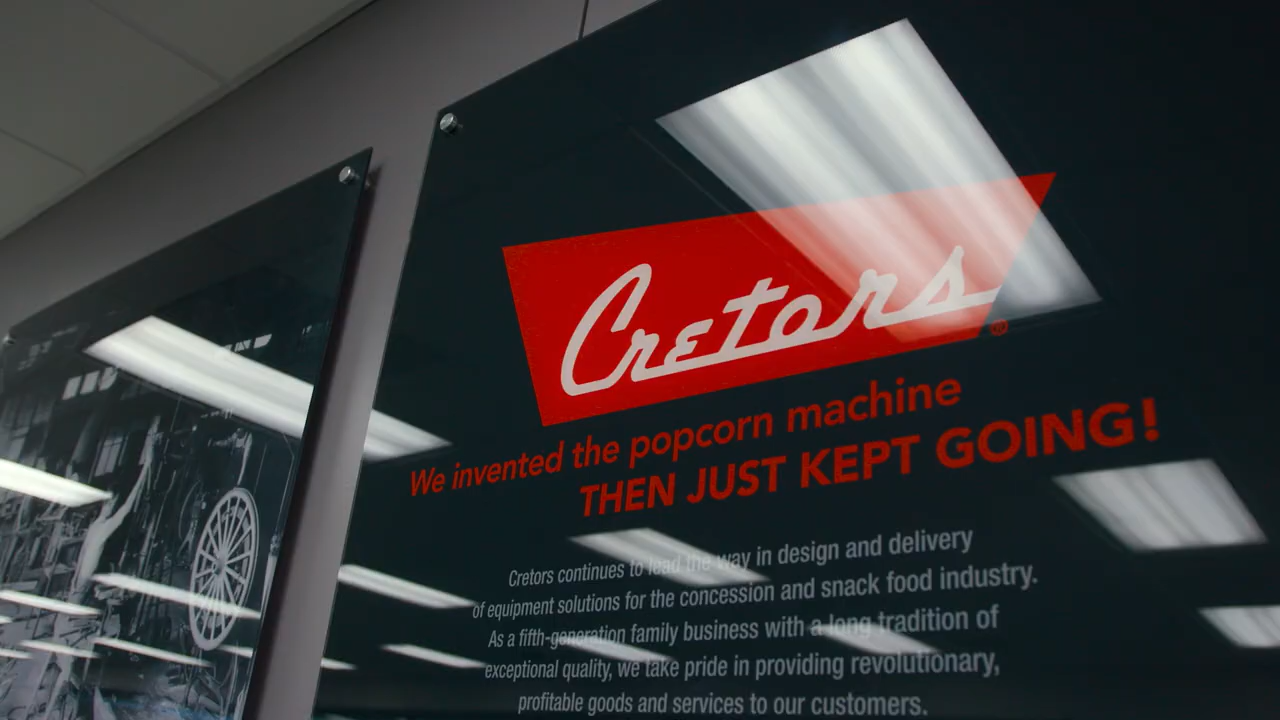 Cretors®
We invented the popcorn machine
THEN JUST KEPT GOING!
Cretors continues to lead the way in design and delivery
of equipment solutions for the concession and snack food industry.
As a fifth-generation family business with a long tradition of
exceptional quality, we take pride in providing revolutionary,
profitable goods and services to our customers.